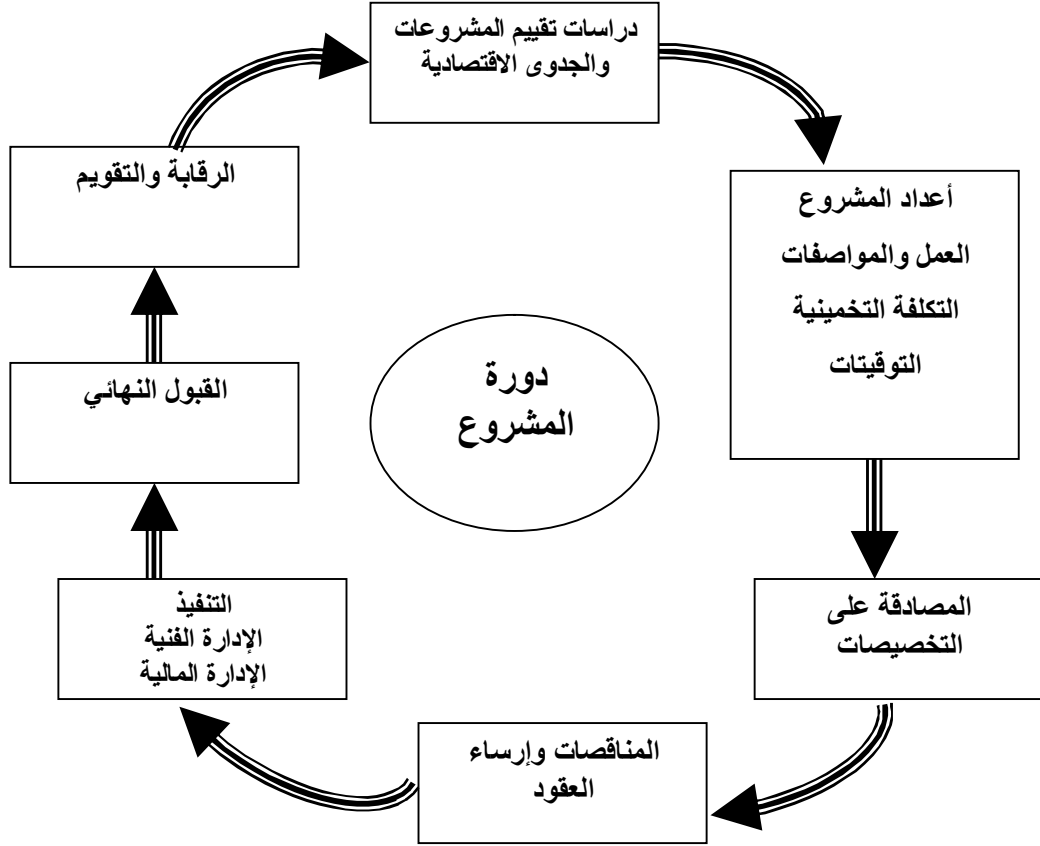 دراسات تقييم المشروعات
والجدوى الاقتصادية
أعداد المشروع
العمل والمواصفات
التكلفة التخمينية
التوقيتات
المصادقة على
التخصيصات
المناقصات وإرساء
العقود
التنفيذ
الإدارة الفنية
الإدارة المالية
القبول النهائي
الرقابة والتقويم
دورة
المشروع